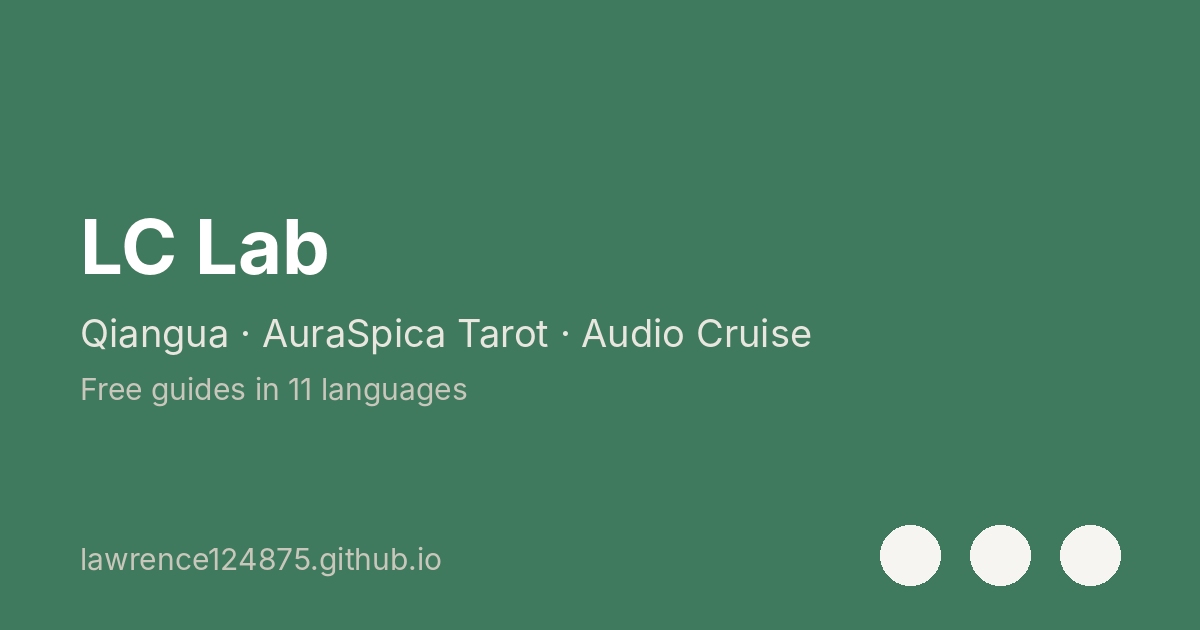 LC Lab
Qiangua · AuraSpica Tarot · Audio Cruise
Free guides in 11 languages
lawrence124875.github.io